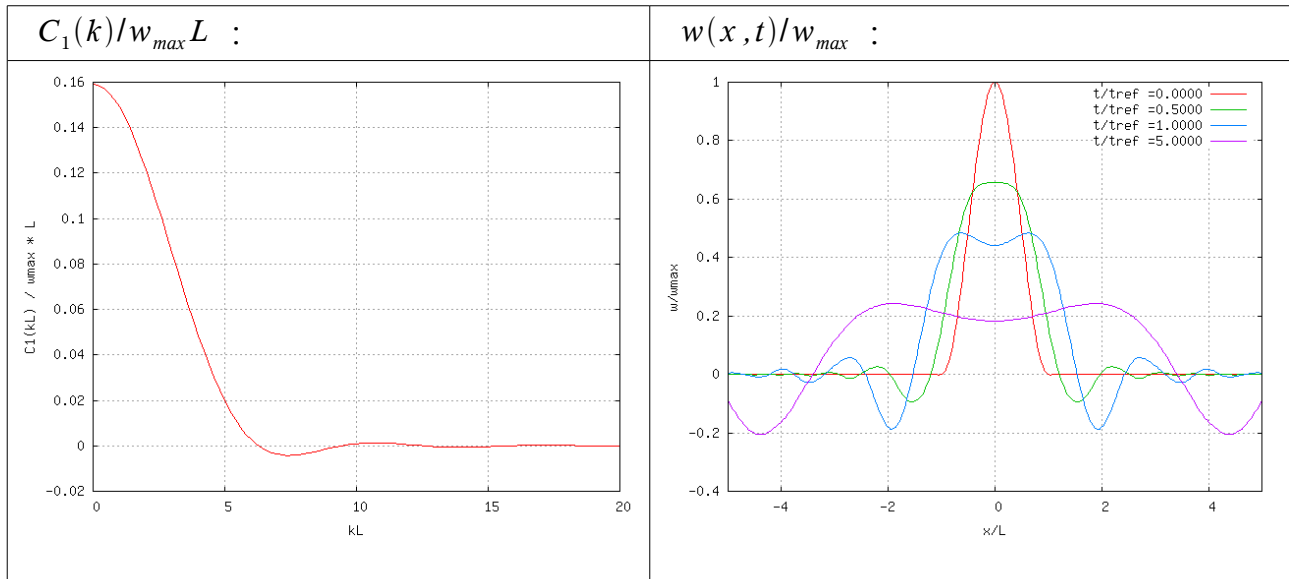 C₁(k)/w_max L :
w(x,t)/w_max :
0.16
0.14
0.12
0.1
0.08
0.06
0.04
0.02
0
-0.02
C1(kL) / wmax * L
0
5
10
15
20
kL
t/tref =0.0000
t/tref =0.5000
t/tref =1.0000
t/tref =5.0000
1
0.8
0.6
0.4
0.2
0
-0.2
-0.4
w/wmax
-4
-2
0
2
4
x/L